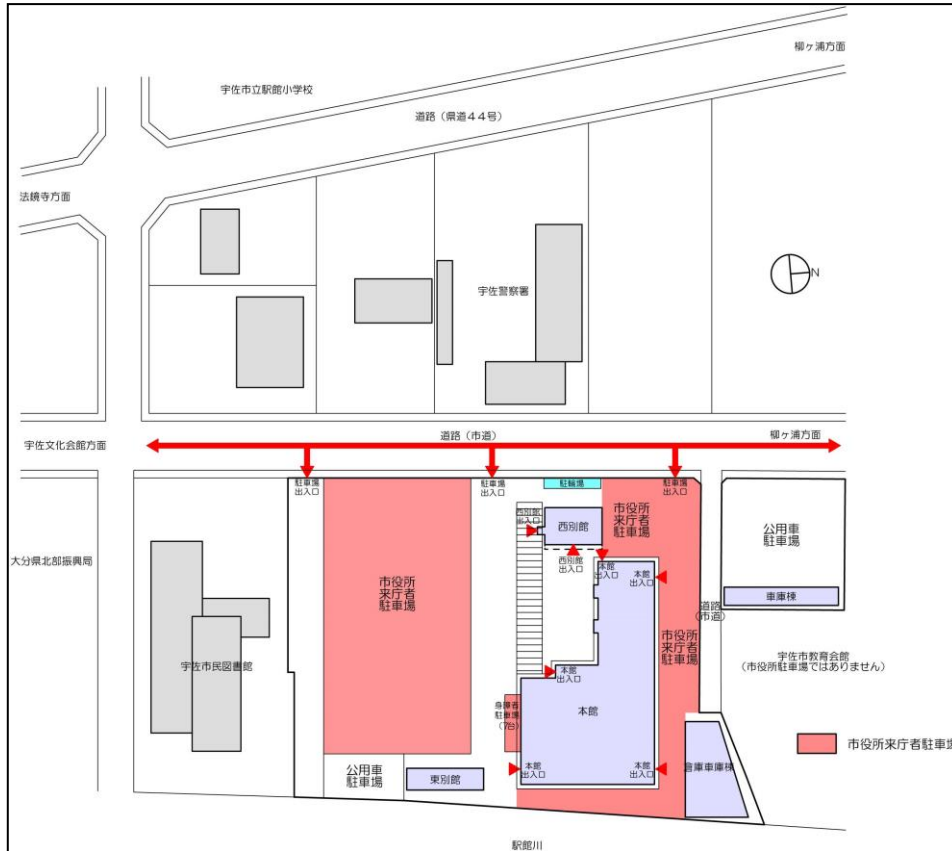 柳ヶ浦方面
宇佐市立駅館小学校
道路（県道４４号）
法鏡寺方面
N
宇佐警察署
宇佐文化会館方面
道路（市道）
柳ヶ浦方面
駐車場
出入口
駐車場
出入口
駐輪場
駐車場
出入口
西別館
出入口
西別館
市役所
来庁者
駐車場
公用車
駐車場
大分県北部振興局
西別館
出入口
本館
出入口
本館
出入口
市役所
来庁者
駐車場
車庫棟
道路
（市道）
市役所
来庁者
駐車場
宇佐市教育会館
（市役所駐車場ではありません）
宇佐市民図書館
本館
出入口
身障者
駐車場
（7台）
本館
市役所来庁者駐車場
公用車
駐車場
東別館
本館
出入口
本館
出入口
倉庫車庫棟
駅館川